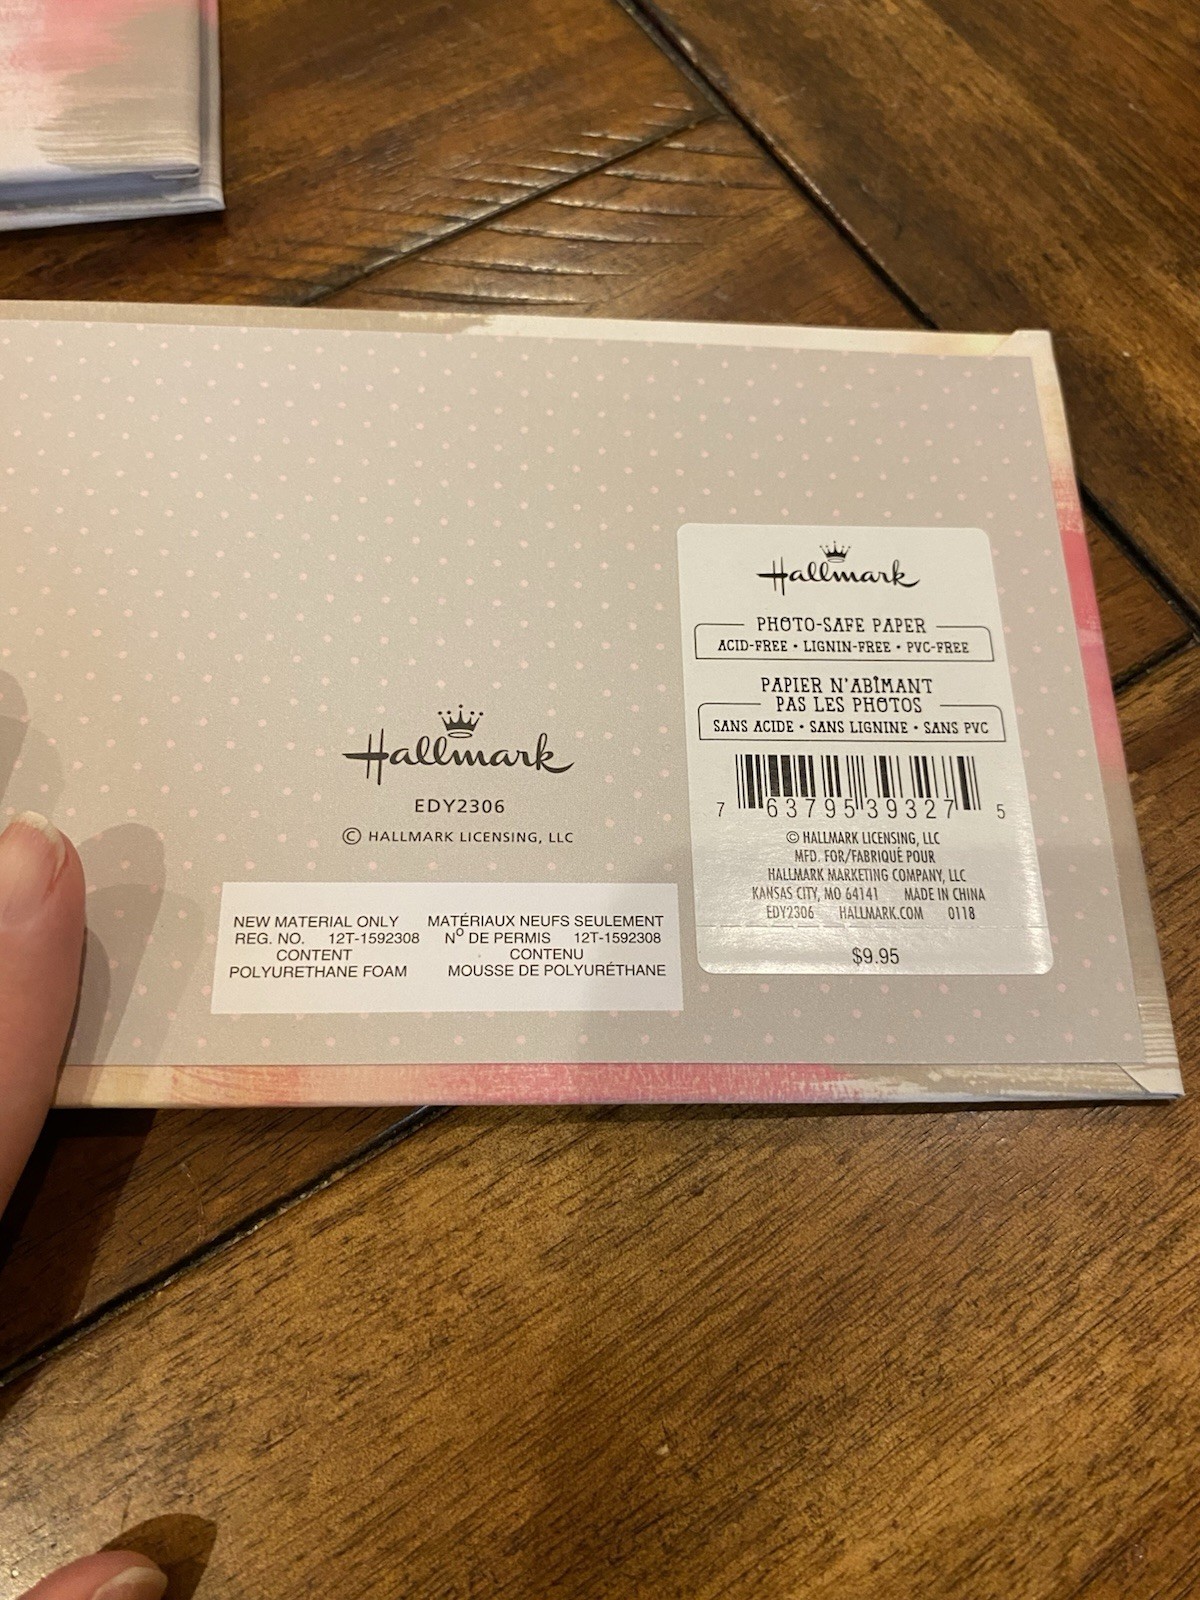 Hallmark
EDY2306
© HALLMARK LICENSING, LLC
NEW MATERIAL ONLY MATÉRIAUX NEUFS SEULEMENT
REG. NO. 12T-1592308 Nº DE PERMIS 12T-1592308
CONTENT CONTENU
POLYURETHANE FOAM MOUSSE DE POLYURÉTHANE
Hallmark
PHOTO-SAFE PAPER
ACID-FREE • LIGNIN-FREE • PVC-FREE
PAPIER N'ABÎMANT
PAS LES PHOTOS
SANS ACIDE • SANS LIGNINE • SANS PVC
7 63795 39327 5
© HALLMARK LICENSING, LLC
MFD. FOR/FABRIQUÉ POUR
HALLMARK MARKETING COMPANY, LLC
KANSAS CITY, MO 64141 MADE IN CHINA
EDY2306 HALLMARK.COM 0118
$9.95